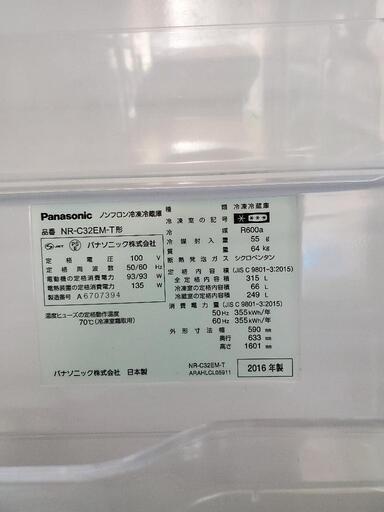 Panasonic ノンフロン冷凍冷蔵庫
品番 NR-C32EM-T形
JET PSE パナソニック株式会社
定格電圧 100 V
定格周波数 50/60 Hz
電動機の定格消費電力 93/93 W
電熱装置の定格消費電力 135 W
製造番号 A 6707394
温度ヒューズの定格動作温度
70℃(冷凍室霜取用)
パナソニック株式会社 日本製
種類 冷凍冷蔵庫
冷凍室の記号
冷媒 R600a
冷媒封入量 55 g
質量 64 kg
断熱発泡ガス シクロペンタン
定格内容積 (JIS C 9801-3:2015)
全定格内容積 315 L
冷凍室の定格内容積 66 L
冷蔵室の定格内容積 249 L
消費電力量 (JIS C 9801-3:2015)
50Hz 355kWh/年
60Hz 355kWh/年
外形寸法 幅 590 mm
奥行 633 mm
高さ 1601 mm
NR-C32EM-T
ARAHLCL05911
2016 年製